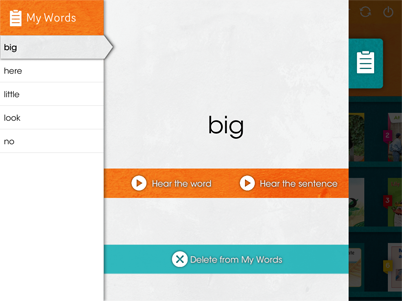 My Words
big
here
little
look
no
big
Hear the word
Hear the sentence
Delete from My Words